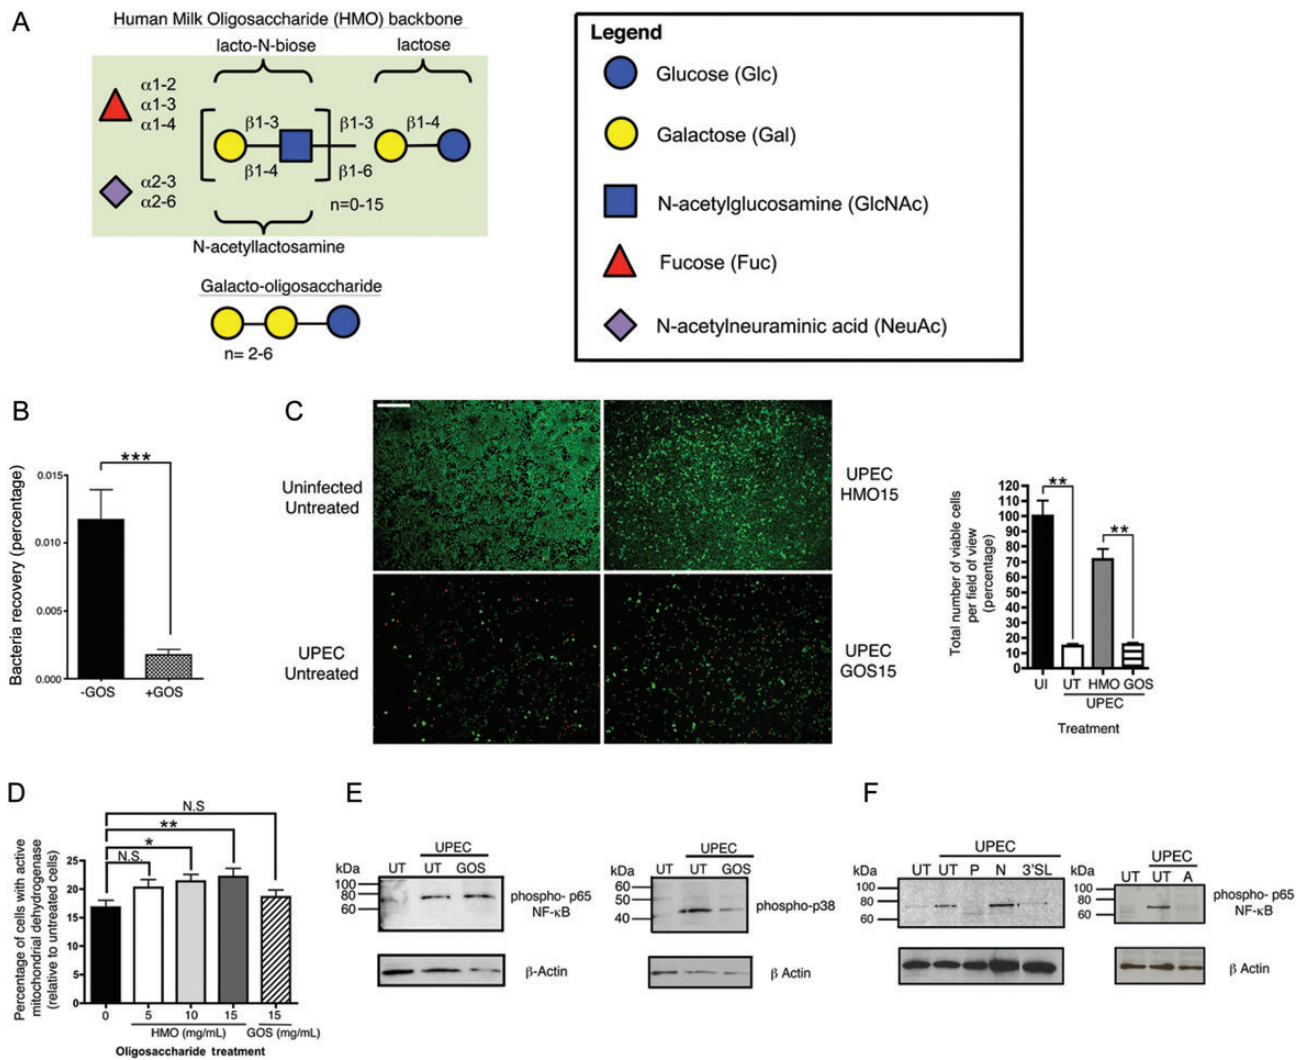 A
Human Milk Oligosaccharide (HMO) backbone
lacto-N-biose
lactose
α1-2
α1-3
α1-4
β1-3
β1-3
β1-4
β1-4
β1-6
α2-3
α2-6
n=0-15
N-acetyllactosamine
Galacto-oligosaccharide
n= 2-6
Legend
Glucose (Glc)
Galactose (Gal)
N-acetylglucosamine (GlcNAc)
Fucose (Fuc)
N-acetylneuraminic acid (NeuAc)
B
Bacteria recovery (percentage)
0.015
0.010
0.005
0.000
***
-GOS
+GOS
C
Uninfected
Untreated
UPEC
HMO15
UPEC
Untreated
UPEC
GOS15
Total number of viable cells
per field of view
(percentage)
120
110
100
90
80
70
60
50
40
30
20
10
0
**
**
UI
UT
HMO
GOS
UPEC
Treatment
D
Percentage of cells with active
mitochondrial dehydrogenase
(relative to untreated cells)
25
20
15
10
5
0
N.S
**
*
N.S.
0
5
10
15
15
HMO (mg/mL)
GOS (mg/mL)
Oligosaccharide treatment
E
UPEC
kDa
UT
UT
GOS
100
80
60
phospho- p65
NF-κB
β-Actin
UPEC
kDa
UT
UT
GOS
60
50
40
phospho-p38
β Actin
F
UPEC
kDa
UT
UT
P
N
3'SL
100
80
60
UPEC
kDa
UT
UT
A
100
80
60
phospho- p65
NF-κB
β Actin